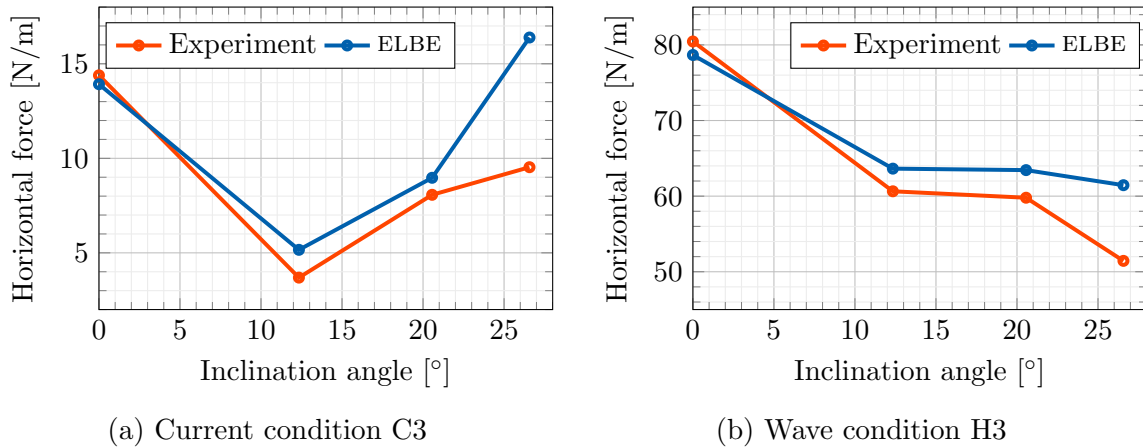 Horizontal force [N/m]
15
10
5
Experiment
ELBE
0 5 10 15 20 25
Inclination angle [°]
(a) Current condition C3
Horizontal force [N/m]
80
70
60
50
Experiment
ELBE
0 5 10 15 20 25
Inclination angle [°]
(b) Wave condition H3